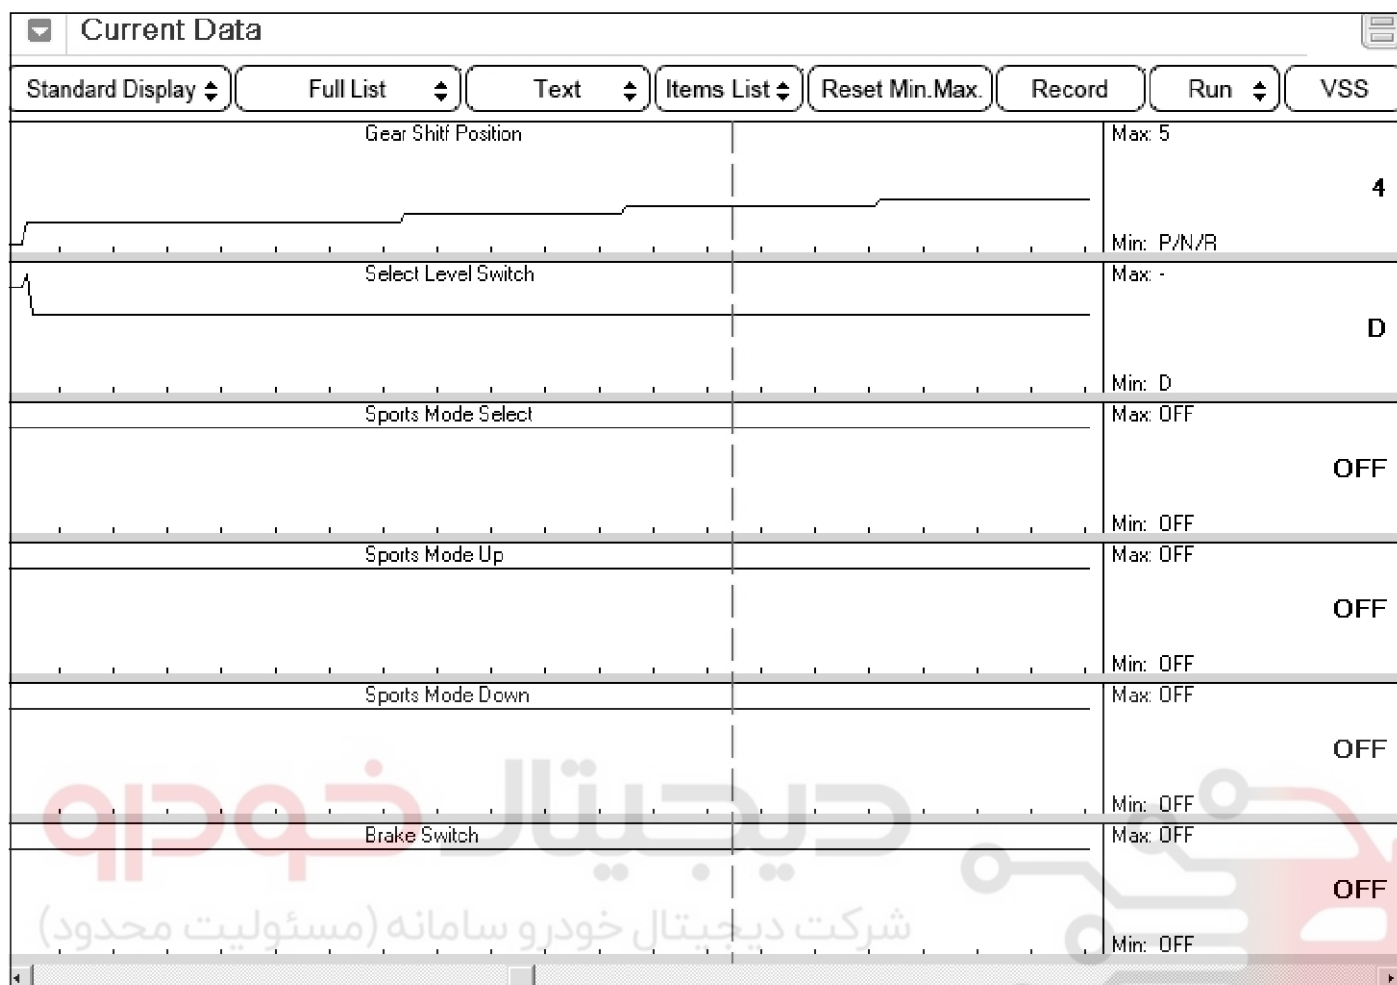 Current Data
Standard Display Full List Text Items List Reset Min.Max. Record Run VSS
Gear Shitf Position
Max: 5
4
Min: P/N/R
Select Level Switch
Max: -
D
Min: D
Sports Mode Select
Max: OFF
OFF
Min: OFF
Sports Mode Up
Max: OFF
OFF
Min: OFF
Sports Mode Down
Max: OFF
OFF
Min: OFF
دیجیتال خودرو
Brake Switch
Max: OFF
OFF
شرکت دیجیتال خودرو سامانه (مسئولیت محدود)
Min: OFF